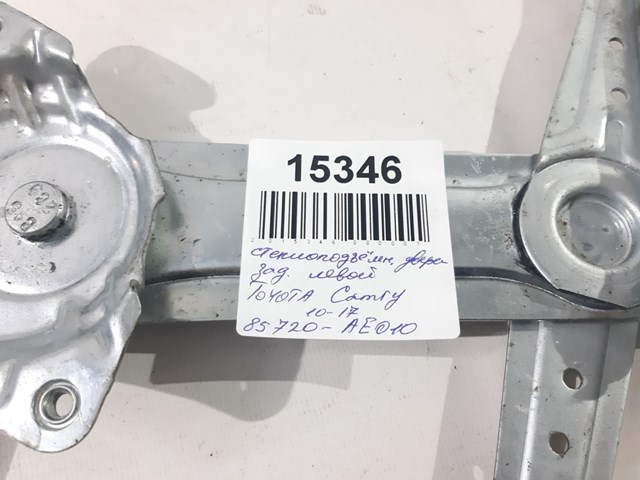 15346
стеклоподъёмн. двери
зад. левой
TOYOTA Camry
10-17
85720-AE010